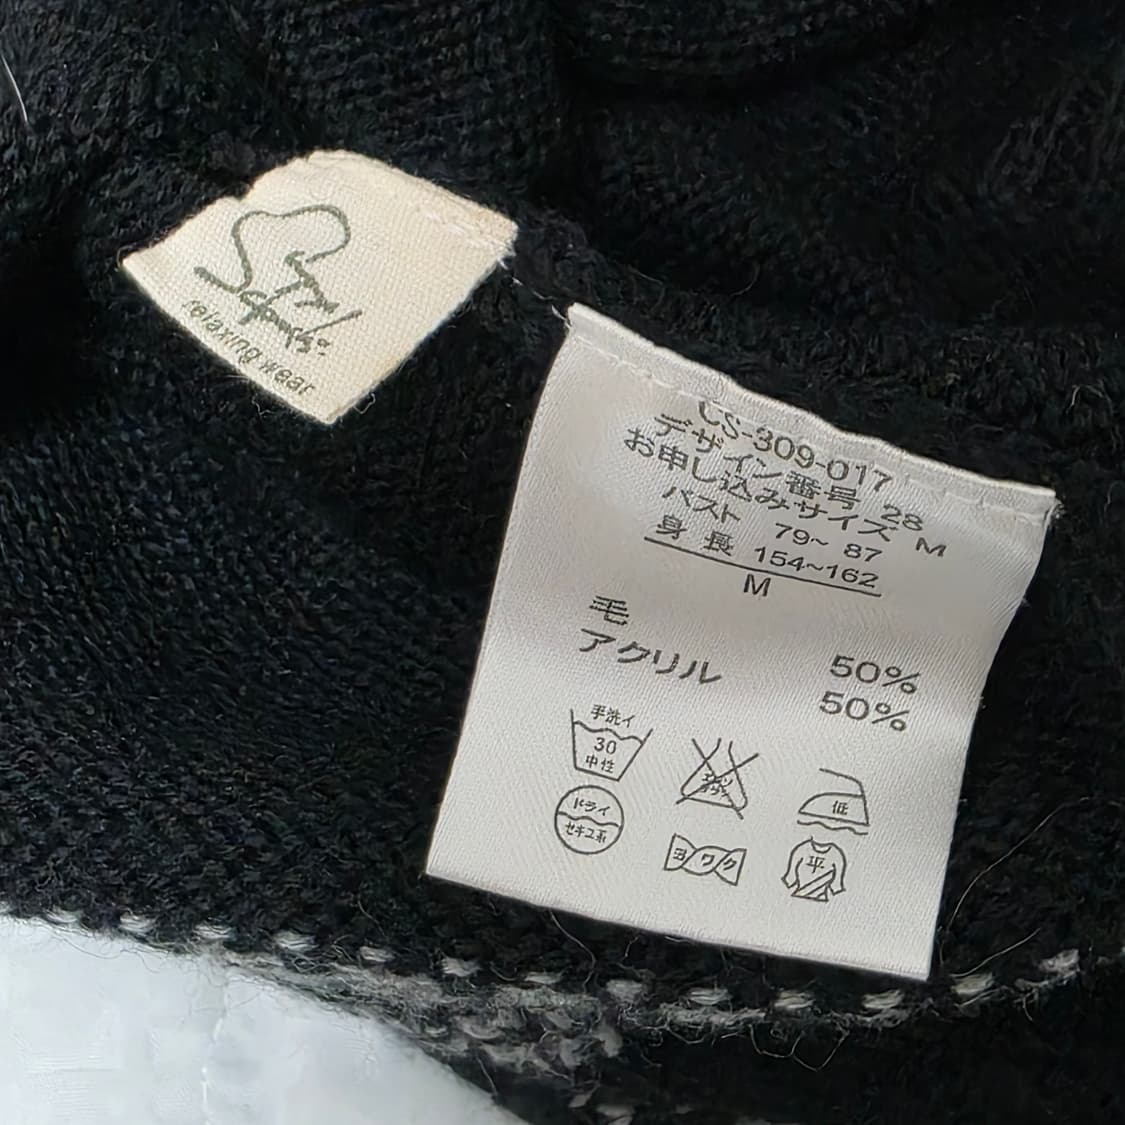 relaxing wear
CS-309-017
デザイン番号 28
お申し込みサイズ M
バスト 79~ 87
身長 154~162
M
毛 50%
アクリル 50%
手洗イ
30
中性
低
ドライ
セキユ系
ヨワク
平